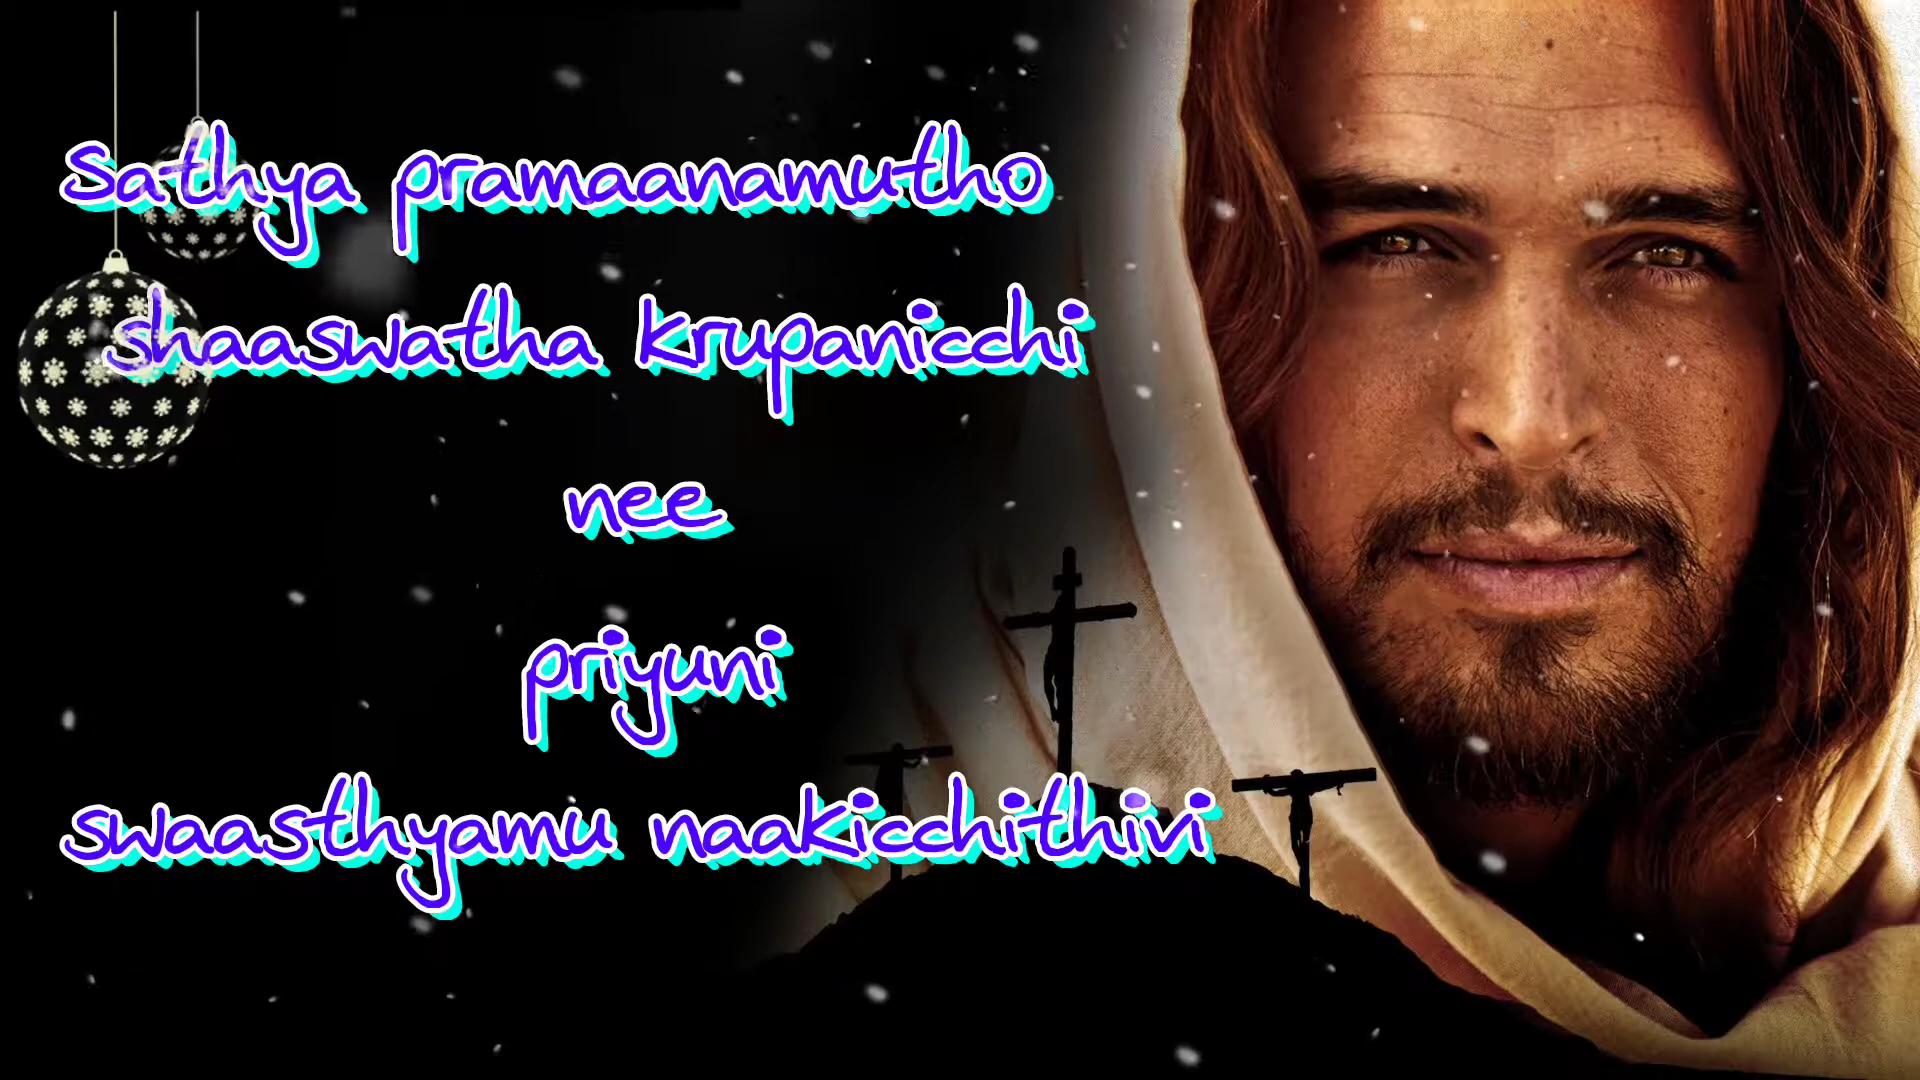 Sathya pramaanamutho
shaaswatha krupanicchi
nee
priyuni
swaasthyamu naakicchithivi